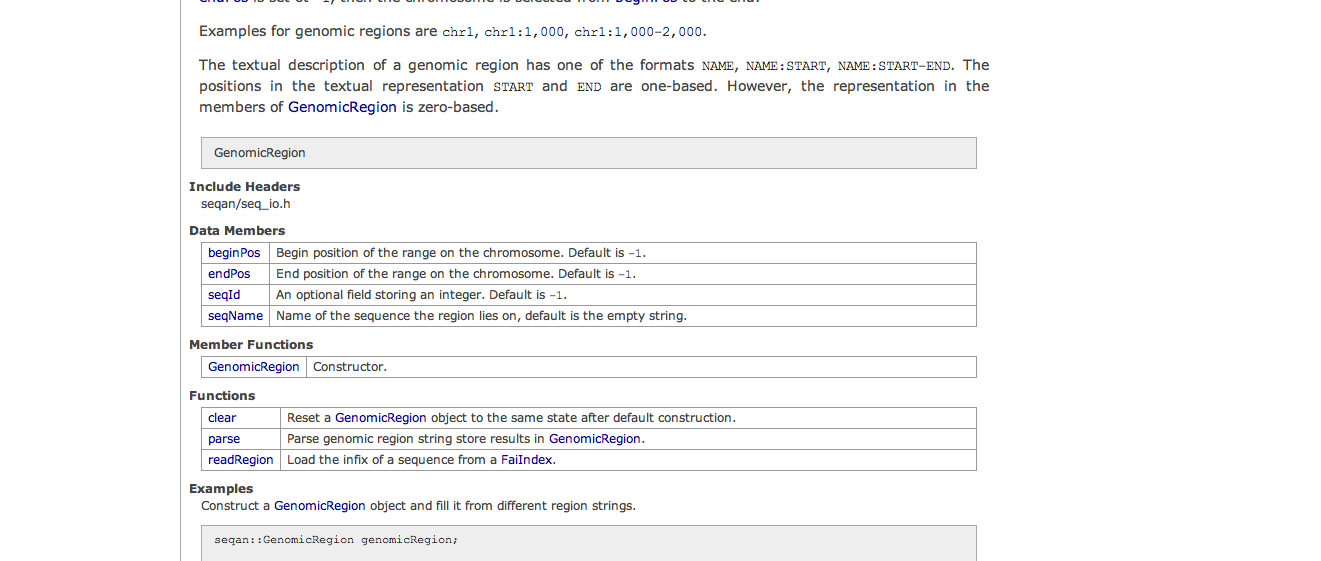 endPos is set of -1, then the chromosome is selected from beginPos to the end.
Examples for genomic regions are chr1, chr1:1,000, chr1:1,000-2,000.
The textual description of a genomic region has one of the formats NAME, NAME:START, NAME:START-END. The
positions in the textual representation START and END are one-based. However, the representation in the
members of GenomicRegion is zero-based.
GenomicRegion
Include Headers
seqan/seq_io.h
Data Members
beginPos Begin position of the range on the chromosome. Default is -1.
endPos End position of the range on the chromosome. Default is -1.
seqId An optional field storing an integer. Default is -1.
seqName Name of the sequence the region lies on, default is the empty string.
Member Functions
GenomicRegion Constructor.
Functions
clear Reset a GenomicRegion object to the same state after default construction.
parse Parse genomic region string store results in GenomicRegion.
readRegion Load the infix of a sequence from a FaiIndex.
Examples
Construct a GenomicRegion object and fill it from different region strings.
seqan::GenomicRegion genomicRegion;